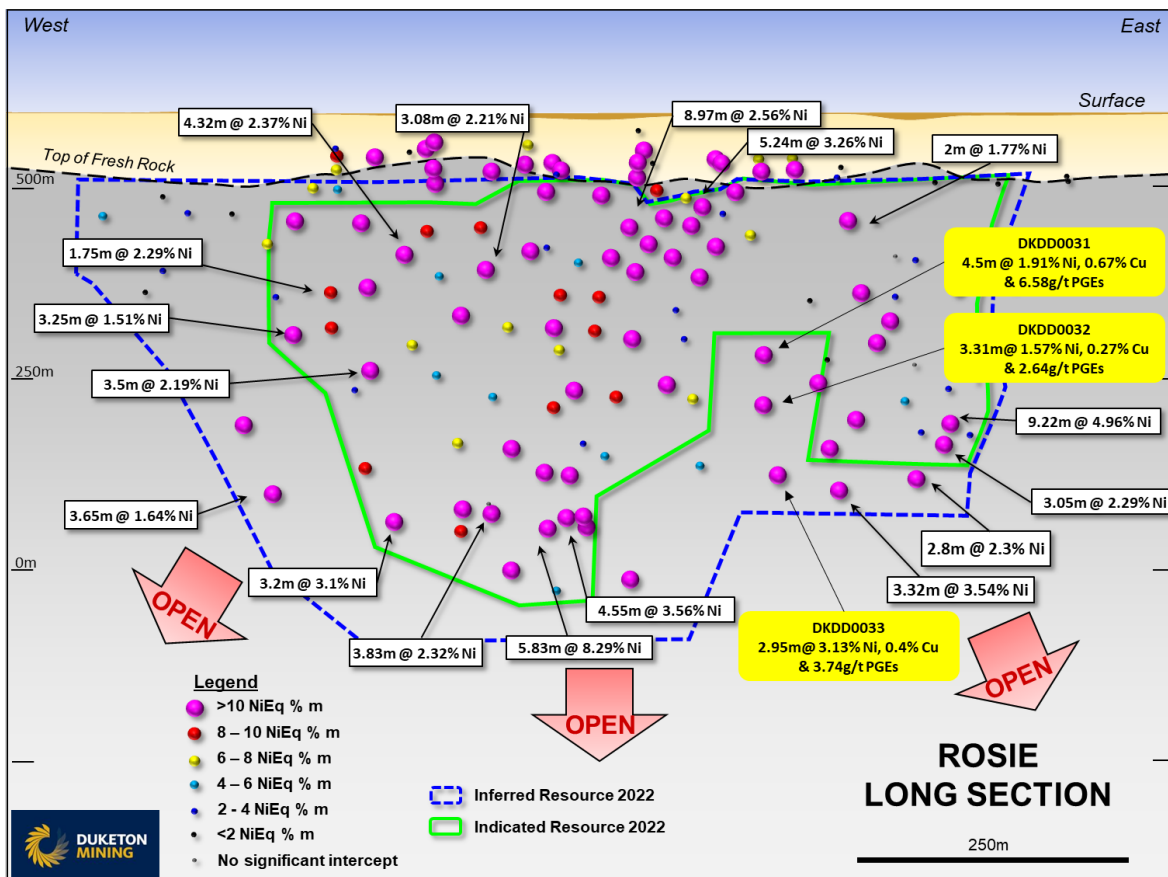 West
East
Surface
8.97m @ 2.56% Ni
3.08m @ 2.21% Ni
4.32m @ 2.37% Ni
5.24m @ 3.26% Ni
2m @ 1.77% Ni
Top of Fresh Rock
500m
DKDD0031
4.5m @ 1.91% Ni, 0.67% Cu
& 6.58g/t PGEs
1.75m @ 2.29% Ni
3.25m @ 1.51% Ni
DKDD0032
3.31m@ 1.57% Ni, 0.27% Cu
& 2.64g/t PGEs
250m
3.5m @ 2.19% Ni
9.22m @ 4.96% Ni
3.05m @ 2.29% Ni
3.65m @ 1.64% Ni
2.8m @ 2.3% Ni
0m
3.2m @ 3.1% Ni
3.32m @ 3.54% Ni
4.55m @ 3.56% Ni
OPEN
3.83m @ 2.32% Ni
5.83m @ 8.29% Ni
DKDD0033
2.95m@ 3.13% Ni, 0.4% Cu
& 3.74g/t PGEs
OPEN
OPEN
Legend
>10 NiEq % m
8 – 10 NiEq % m
6 – 8 NiEq % m
4 – 6 NiEq % m
2 - 4 NiEq % m
<2 NiEq % m
No significant intercept
Inferred Resource 2022
Indicated Resource 2022
ROSIE
LONG SECTION
250m
DUKETON
MINING